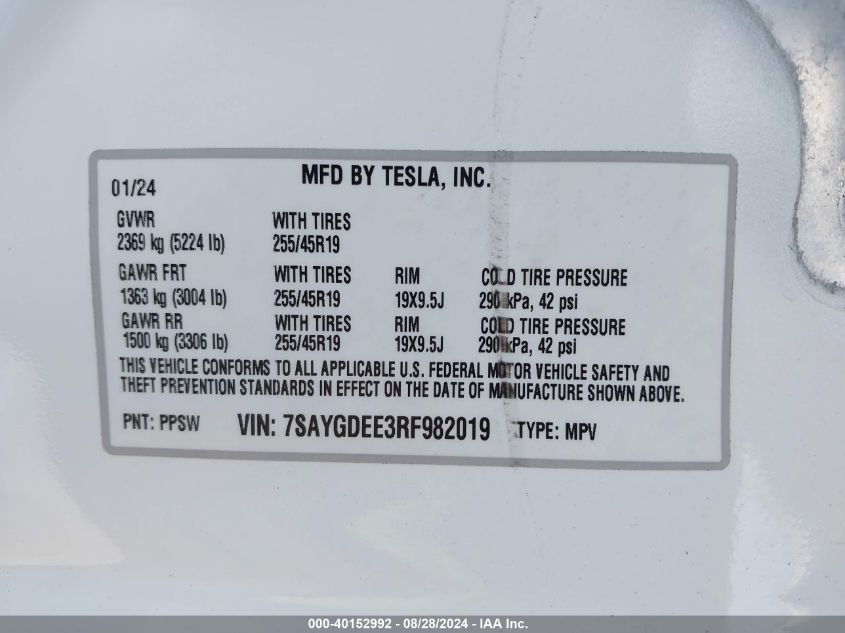 MFD BY TESLA, INC.
01/24
GVWR WITH TIRES
2369 kg (5224 lb) 255/45R19
GAWR FRT WITH TIRES RIM COLD TIRE PRESSURE
1363 kg (3004 lb) 255/45R19 19X9.5J 290 kPa, 42 psi
GAWR RR WITH TIRES RIM COLD TIRE PRESSURE
1500 kg (3306 lb) 255/45R19 19X9.5J 290 kPa, 42 psi
THIS VEHICLE CONFORMS TO ALL APPLICABLE U.S. FEDERAL MOTOR VEHICLE SAFETY AND
THEFT PREVENTION STANDARDS IN EFFECT ON THE DATE OF MANUFACTURE SHOWN ABOVE.
PNT: PPSW VIN: 7SAYGDEE3RF982019 TYPE: MPV
000-40152992 - 08/28/2024 - IAA Inc.